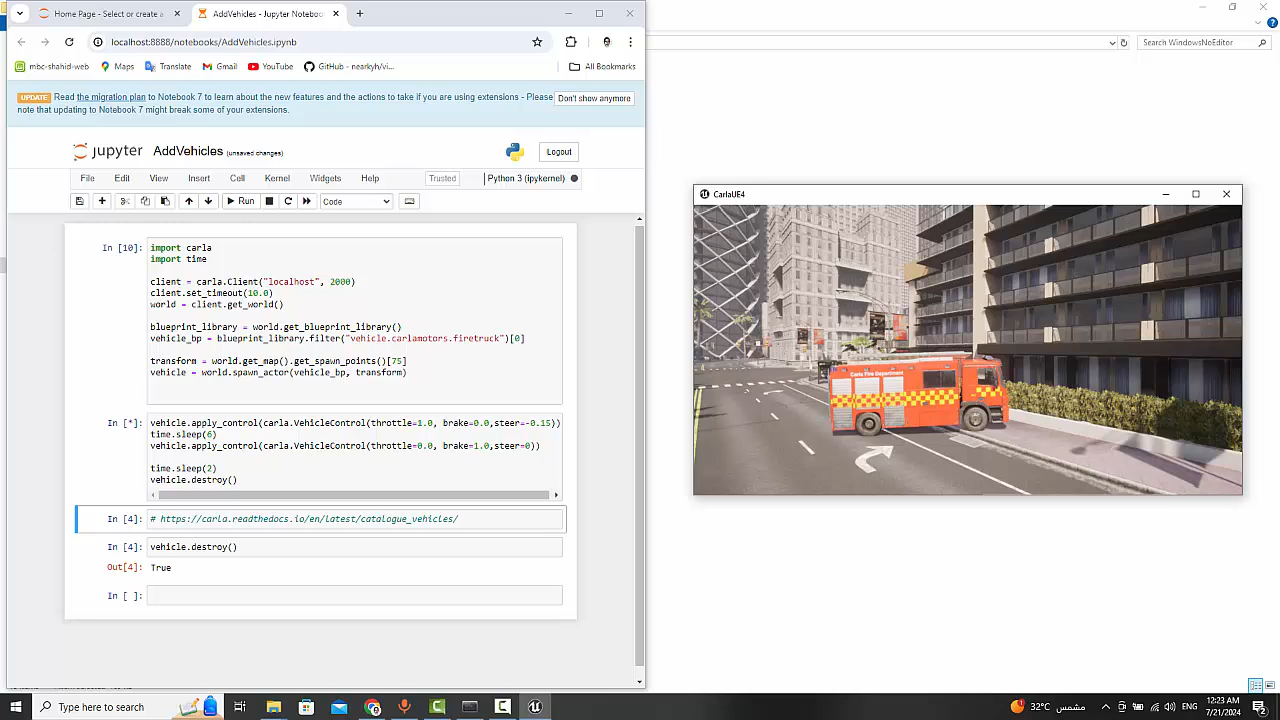 Home Page - Select or create a
AddVehicles - Jupyter Noteboo
localhost:8888/notebooks/AddVehicles.ipynb
mbc-shahid-web
Maps
Translate
Gmail
YouTube
GitHub - nearkyh/vi...
All Bookmarks
Search WindowsNoEditor
UPDATE Read the migration plan to Notebook 7 to learn about the new features and the actions to take if you are using extensions - Please
note that updating to Notebook 7 might break some of your extensions.
Don't show anymore
jupyter AddVehicles (unsaved changes)
Logout
File Edit View Insert Cell Kernel Widgets Help
Trusted
Python 3 (ipykernel)
Run
Code
In [10]: import carla
import time
client = carla.Client("localhost", 2000)
client.set_timeout(10.0)
world = client.get_world()
blueprint_library = world.get_blueprint_library()
vehicle_bp = blueprint_library.filter("vehicle.carlamotors.firetruck")[0]
transform = world.get_map().get_spawn_points()[75]
vehicle = world.spawn_actor(vehicle_bp, transform)
In [*]: vehicle.apply_control(carla.VehicleControl(throttle=1.0, brake=0.0,steer=-0.15))
time.sleep(6)
vehicle.apply_control(carla.VehicleControl(throttle=0.0, brake=1.0,steer=0))
time.sleep(2)
vehicle.destroy()
In [4]: # https://carla.readthedocs.io/en/latest/catalogue_vehicles/
In [4]: vehicle.destroy()
Out[4]: True
In [ ]:
CarlaUE4
Carla Fire Department
Type here to search
32°C
مشمس
ENG
12:23 AM
7/21/2024
2